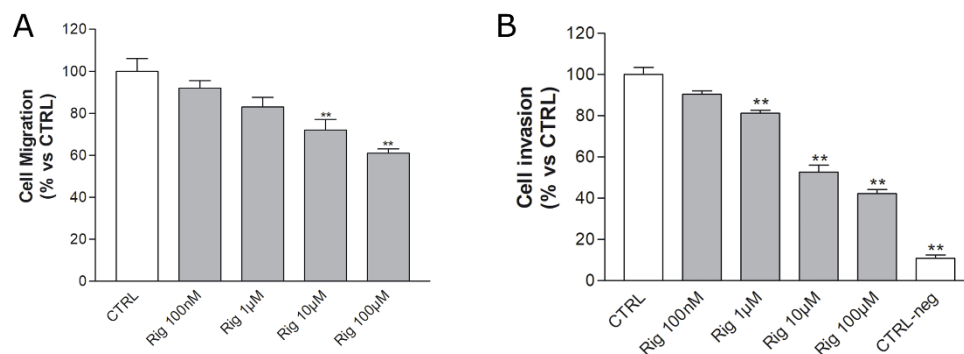 A
Cell Migration
(% vs CTRL)
120
100
80
60
40
20
0
**
**
CTRL
Rig 100nM
Rig 1µM
Rig 10µM
Rig 100µM
B
Cell invasion
(% vs CTRL)
120
100
80
60
40
20
0
**
**
**
**
CTRL
Rig 100nM
Rig 1µM
Rig 10µM
Rig 100µM
CTRL-neg